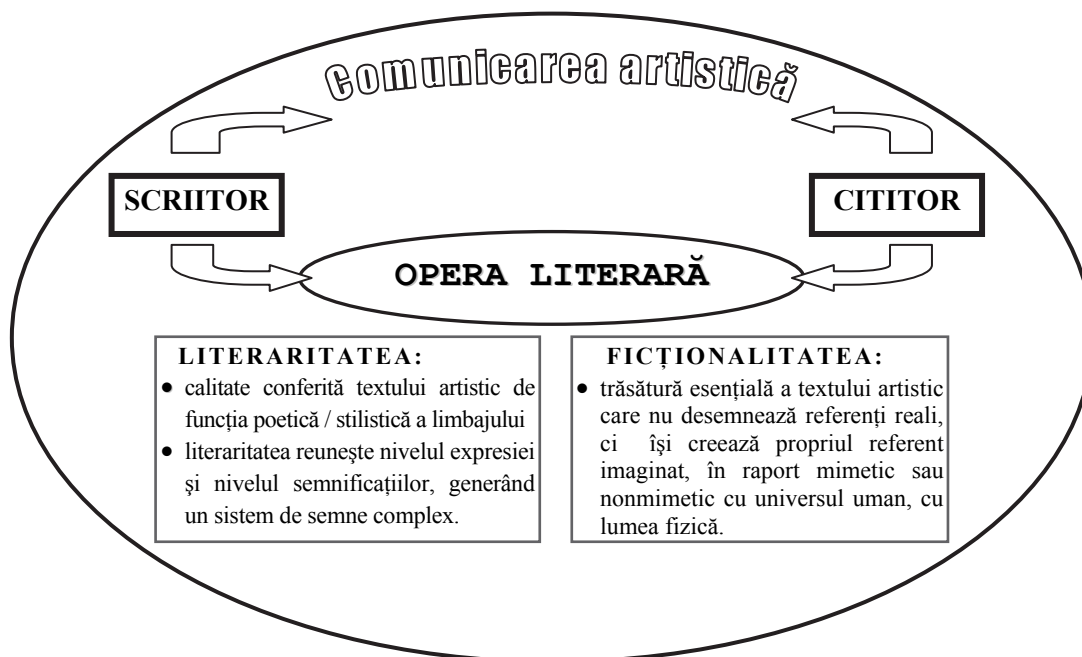 Comunicarea artistică
SCRIITOR
CITITOR
OPERA LITERARĂ
LITERARITATEA:
• calitate conferită textului artistic de
funcția poetică / stilistică a limbajului
• literaritatea reuneşte nivelul expresiei
şi nivelul semnificațiilor, generând
un sistem de semne complex.
FICȚIONALITATEA:
• trăsătură esențială a textului artistic
care nu desemnează referenți reali,
ci îşi creează propriul referent
imaginat, în raport mimetic sau
nonmimetic cu universul uman, cu
lumea fizică.